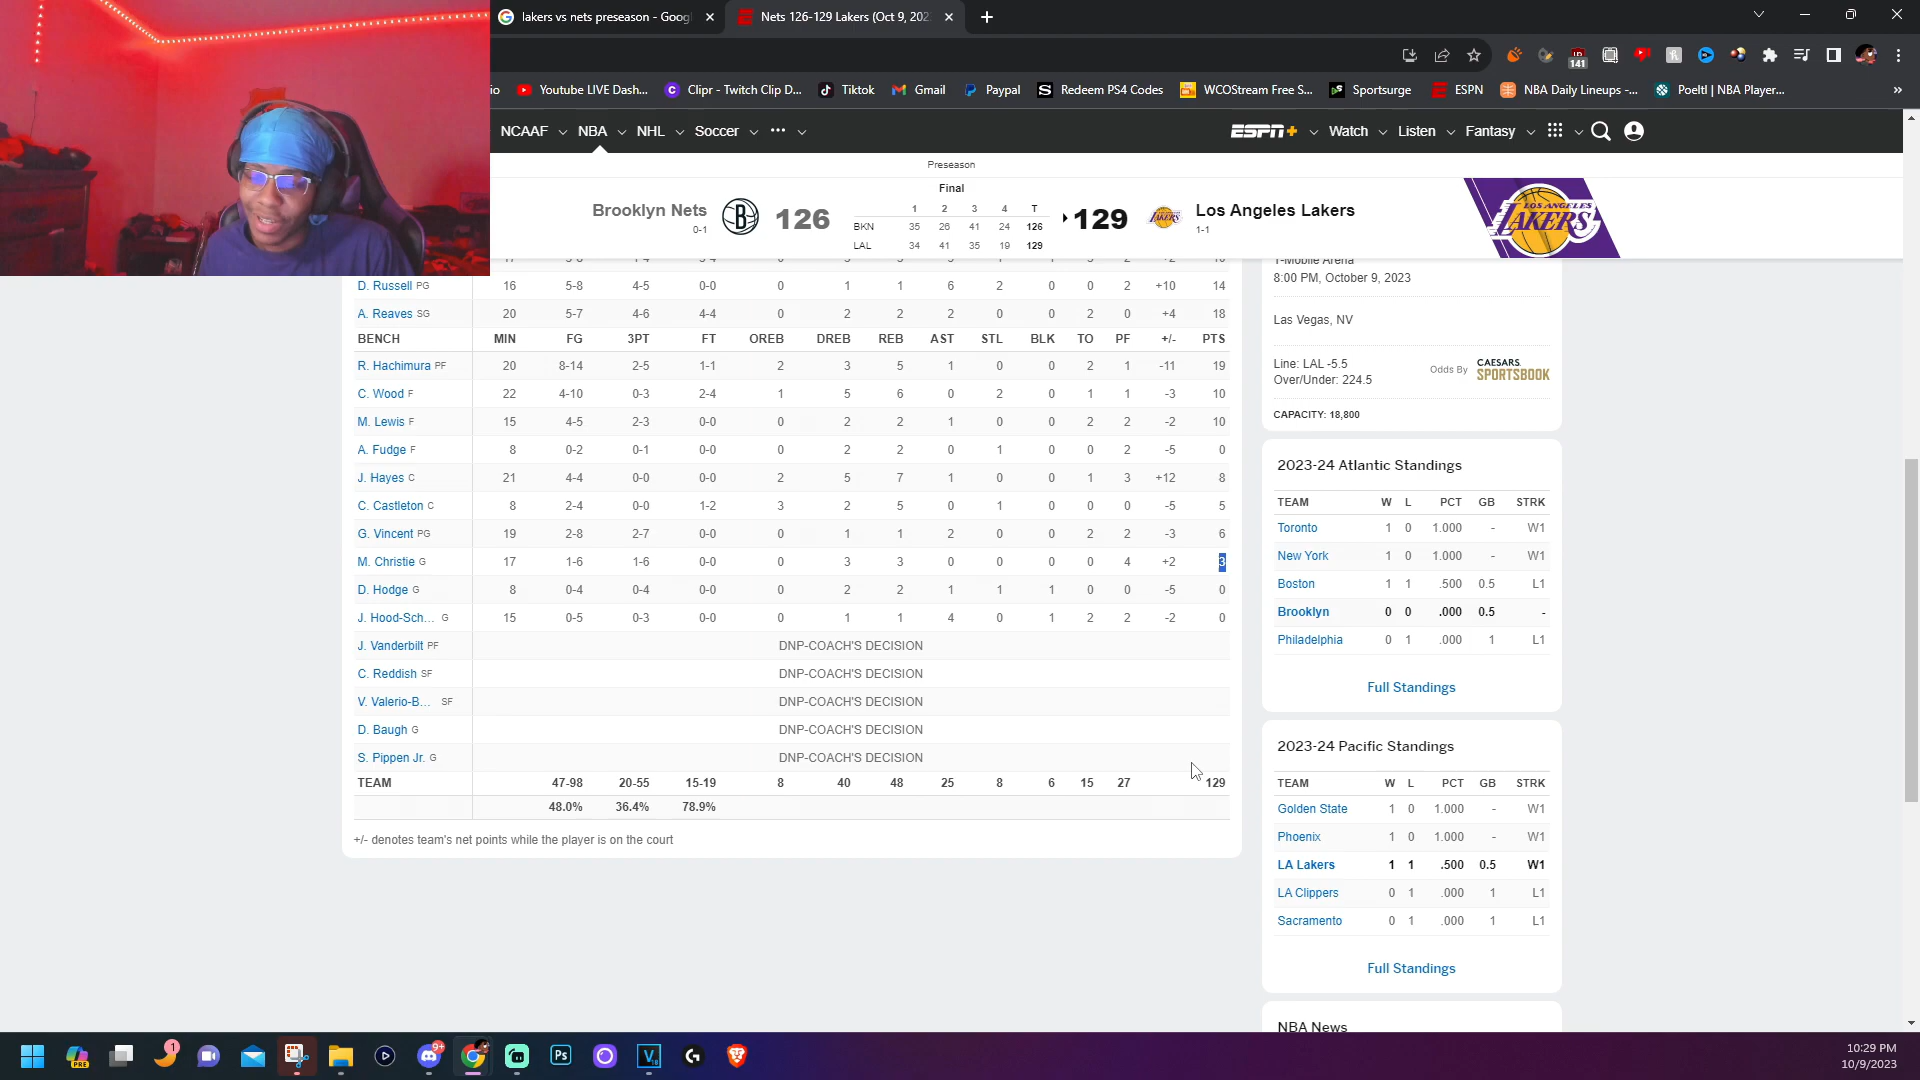 lakers vs nets preseason - Goog
Nets 126-129 Lakers (Oct 9, 202
141
io
Youtube LIVE Dash...
Clipr - Twitch Clip D...
Tiktok
Gmail
Paypal
Redeem PS4 Codes
WCOStream Free S...
Sportsurge
ESPN
NBA Daily Lineups -...
Poeltl | NBA Player...
NCAAF NBA NHL Soccer
ESPN+ Watch Listen Fantasy
Preseason
Final
Brooklyn Nets
0-1
126
1 2 3 4 T
BKN 35 26 41 24 126
LAL 34 41 35 19 129
129
LAKERS
Los Angeles Lakers
1-1
LOS ANGELES
LAKERS
D. Russell PG 16 5-8 4-5 0-0 0 1 1 6 2 0 0 2 +10 14
A. Reaves SG 20 5-7 4-6 4-4 0 2 2 2 0 0 2 0 +4 18
BENCH MIN FG 3PT FT OREB DREB REB AST STL BLK TO PF +/- PTS
R. Hachimura PF 20 8-14 2-5 1-1 2 3 5 1 0 0 2 1 -11 19
C. Wood F 22 4-10 0-3 2-4 1 5 6 0 2 0 1 1 -3 10
M. Lewis F 15 4-5 2-3 0-0 0 2 2 1 0 0 2 2 -2 10
A. Fudge F 8 0-2 0-1 0-0 0 2 2 0 1 0 0 2 -5 0
J. Hayes C 21 4-4 0-0 0-0 2 5 7 1 0 0 1 3 +12 8
C. Castleton C 8 2-4 0-0 1-2 3 2 5 0 1 0 0 0 -5 5
G. Vincent PG 19 2-8 2-7 0-0 0 1 1 2 0 0 2 2 -3 6
M. Christie G 17 1-6 1-6 0-0 0 3 3 0 0 0 0 4 +2 3
D. Hodge G 8 0-4 0-4 0-0 0 2 2 1 1 1 0 0 -5 0
J. Hood-Sch... G 15 0-5 0-3 0-0 0 1 1 4 0 1 2 2 -2 0
J. Vanderbilt PF DNP-COACH'S DECISION
C. Reddish SF DNP-COACH'S DECISION
V. Valerio-B... SF DNP-COACH'S DECISION
D. Baugh G DNP-COACH'S DECISION
S. Pippen Jr. G DNP-COACH'S DECISION
TEAM 47-98 20-55 15-19 8 40 48 25 8 6 15 27 129
48.0% 36.4% 78.9%
+/- denotes team's net points while the player is on the court
T-Mobile Arena
8:00 PM, October 9, 2023
Las Vegas, NV
Line: LAL -5.5
Over/Under: 224.5
Odds By
CAESARS
SPORTSBOOK
CAPACITY: 18,800
2023-24 Atlantic Standings
TEAM W L PCT GB STRK
Toronto 1 0 1.000 - W1
New York 1 0 1.000 - W1
Boston 1 1 .500 0.5 L1
Brooklyn 0 0 .000 0.5 -
Philadelphia 0 1 .000 1 L1
Full Standings
2023-24 Pacific Standings
TEAM W L PCT GB STRK
Golden State 1 0 1.000 - W1
Phoenix 1 0 1.000 - W1
LA Lakers 1 1 .500 0.5 W1
LA Clippers 0 1 .000 1 L1
Sacramento 0 1 .000 1 L1
Full Standings
NBA News
PRE
1
9+
Ps
10:29 PM
10/9/2023